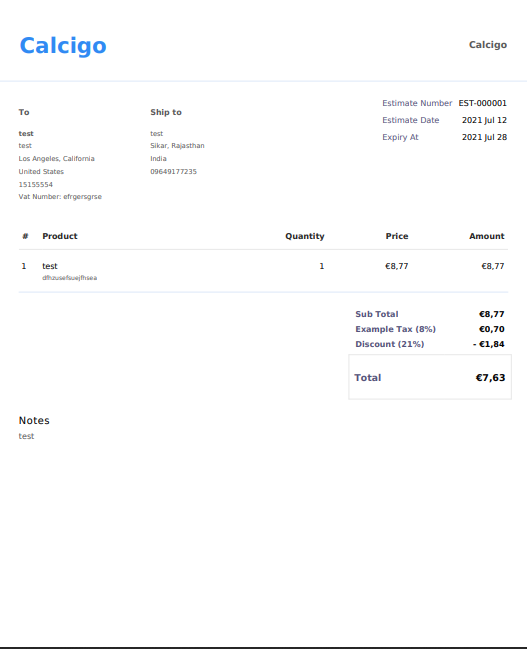 Calcigo
Calcigo
Estimate Number EST-000001
Estimate Date 2021 Jul 12
Expiry At 2021 Jul 28
To
test
test
Los Angeles, California
United States
15155554
Vat Number: efrgersgrse
Ship to
test
Sikar, Rajasthan
India
09649177235
# Product Quantity Price Amount
1 test 1 €8,77 €8,77
dfhzusefsuejfhsea
Sub Total €8,77
Example Tax (8%) €0,70
Discount (21%) - €1,84
Total €7,63
Notes
test